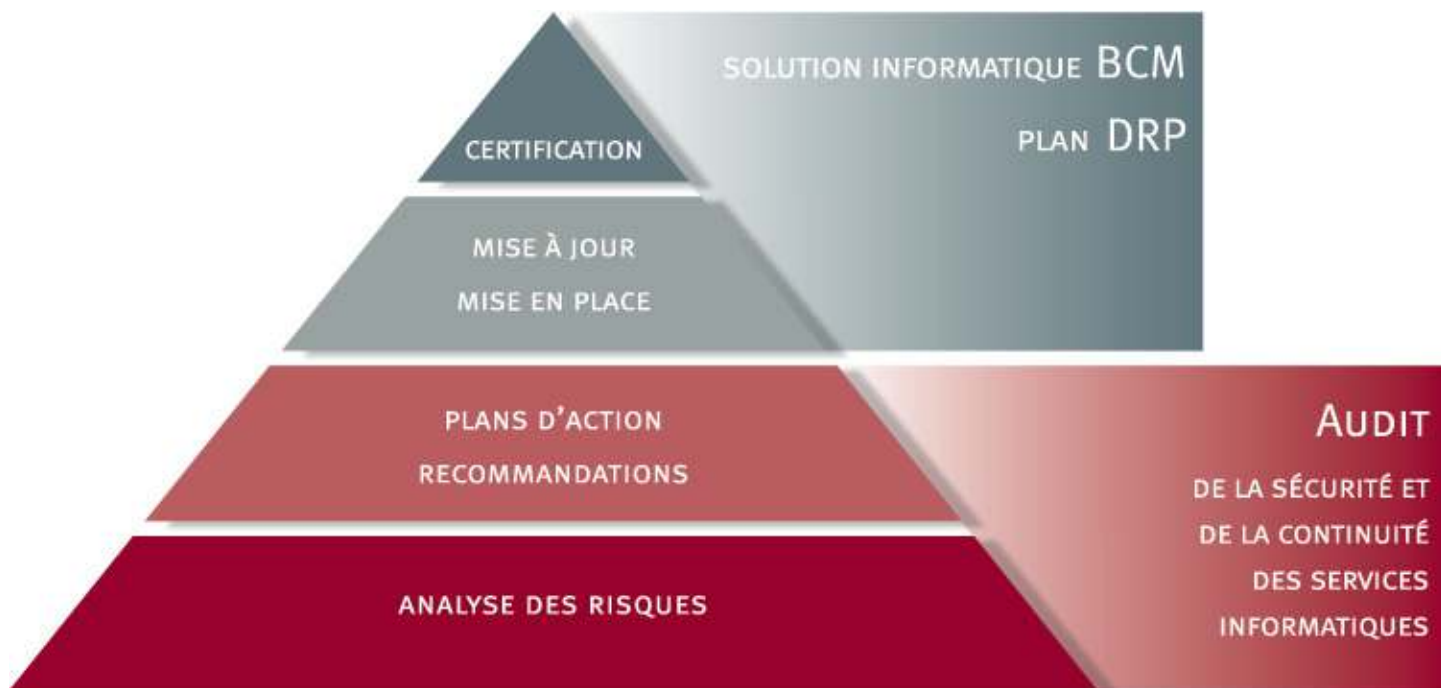 SOLUTION INFORMATIQUE BCM
PLAN DRP
CERTIFICATION
MISE À JOUR
MISE EN PLACE
PLANS D'ACTION
RECOMMANDATIONS
AUDIT
DE LA SÉCURITÉ ET
DE LA CONTINUITÉ
DES SERVICES
INFORMATIQUES
ANALYSE DES RISQUES